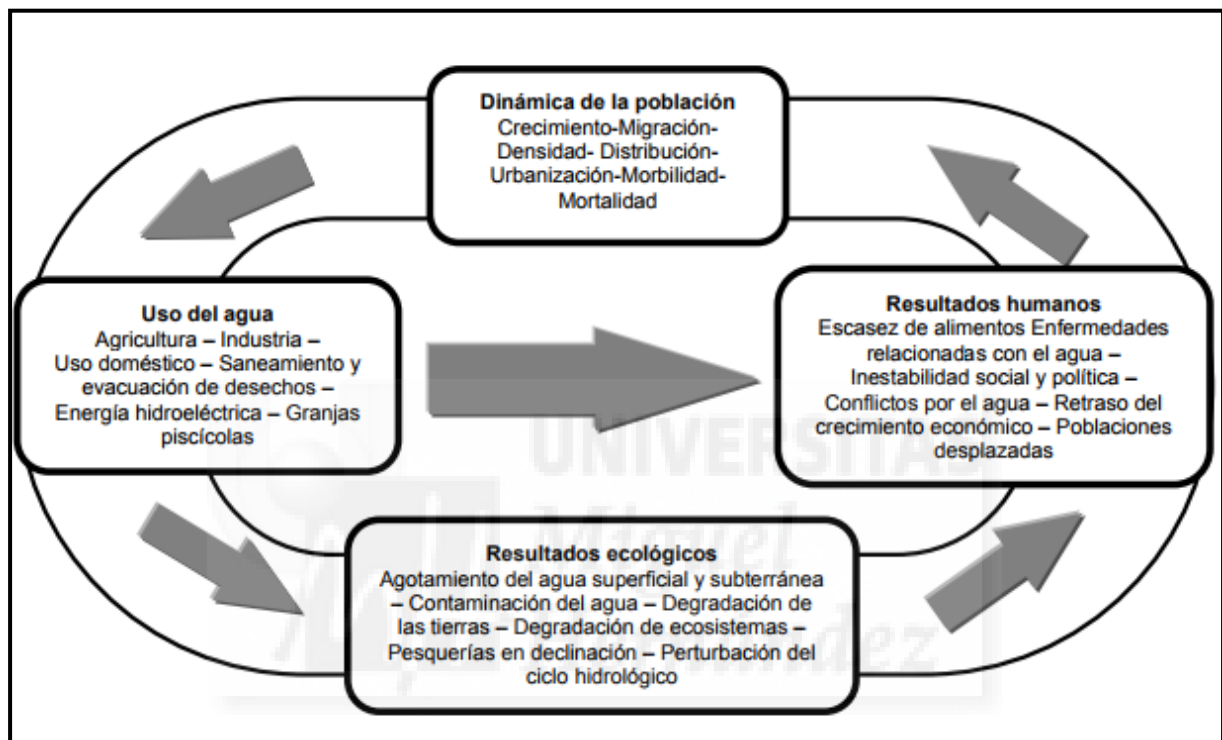 Dinámica de la población
Crecimiento-Migración-
Densidad- Distribución-
Urbanización-Morbilidad-
Mortalidad
Uso del agua
Agricultura – Industria –
Uso doméstico – Saneamiento y
evacuación de desechos –
Energía hidroeléctrica – Granjas
piscícolas
Resultados humanos
Escasez de alimentos Enfermedades
relacionadas con el agua –
Inestabilidad social y política –
Conflictos por el agua – Retraso del
crecimiento económico – Poblaciones
desplazadas
Resultados ecológicos
Agotamiento del agua superficial y subterránea
– Contaminación del agua – Degradación de
las tierras – Degradación de ecosistemas –
Pesquerías en declinación – Perturbación del
ciclo hidrológico
UNIVERSITAS
Miguel
Hernández